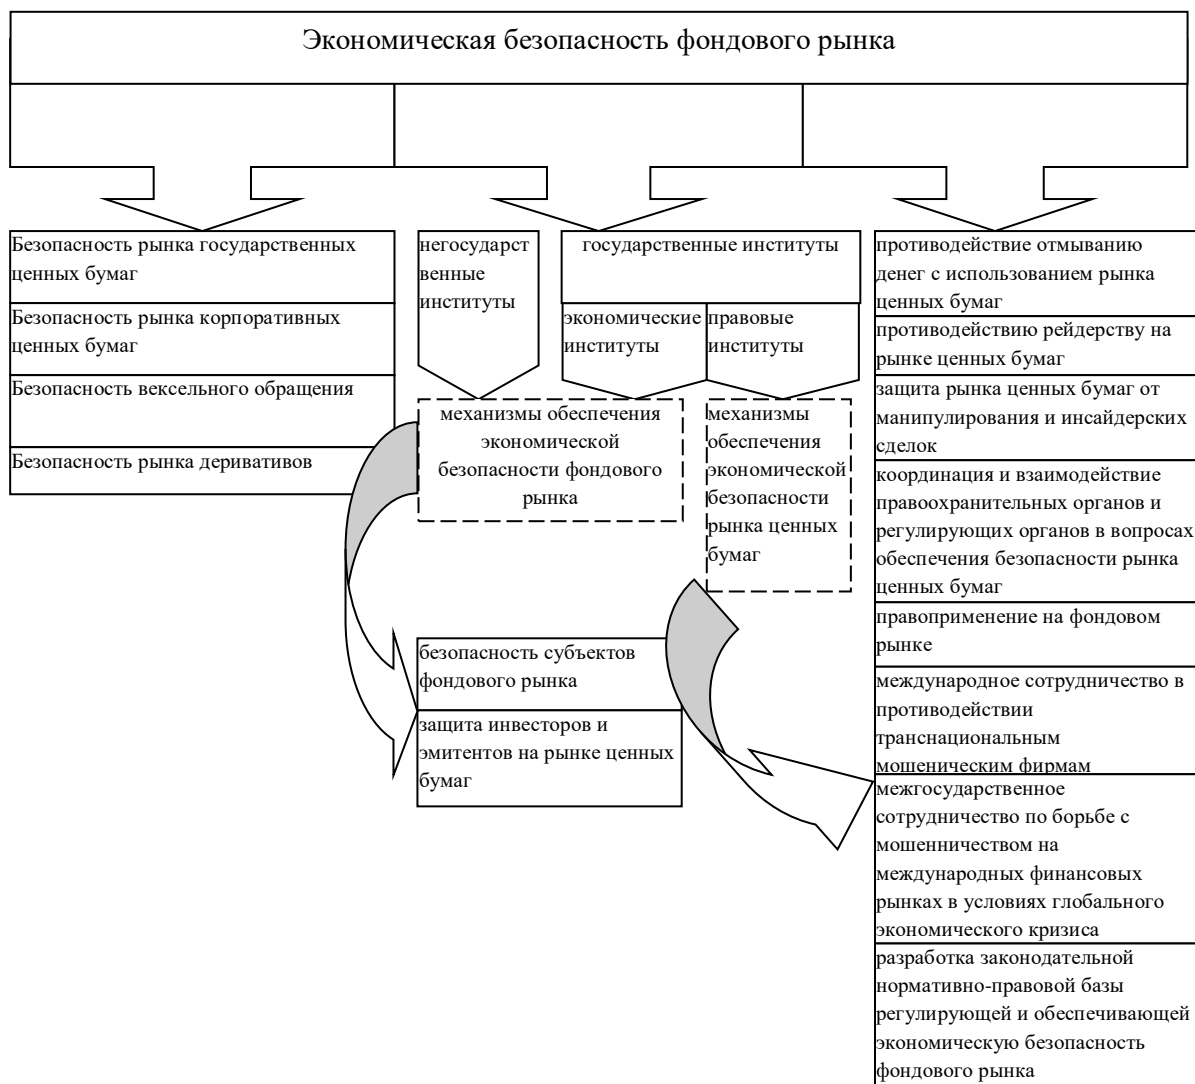 Экономическая безопасность фондового рынка
Безопасность рынка государственных
ценных бумаг
Безопасность рынка корпоративных
ценных бумаг
Безопасность вексельного обращения
Безопасность рынка деривативов
негосударст
венные
институты
государственные институты
экономические
институты
правовые
институты
механизмы обеспечения
экономической
безопасности фондового
рынка
механизмы
обеспечения
экономической
безопасности
рынка ценных
бумаг
безопасность субъектов
фондового рынка
защита инвесторов и
эмитентов на рынке ценных
бумаг
противодействие отмыванию
денег с использованием рынка
ценных бумаг
противодействию рейдерству на
рынке ценных бумаг
защита рынка ценных бумаг от
манипулирования и инсайдерских
сделок
координация и взаимодействие
правоохранительных органов и
регулирующих органов в вопросах
обеспечения безопасности рынка
ценных бумаг
правоприменение на фондовом
рынке
международное сотрудничество в
противодействии
транснациональным
мошеническим фирмам
межгосударственное
сотрудничество по борьбе с
мошенничеством на
международных финансовых
рынках в условиях глобального
экономического кризиса
разработка законодательной
нормативно-правовой базы
регулирующей и обеспечивающей
экономическую безопасность
фондового рынка